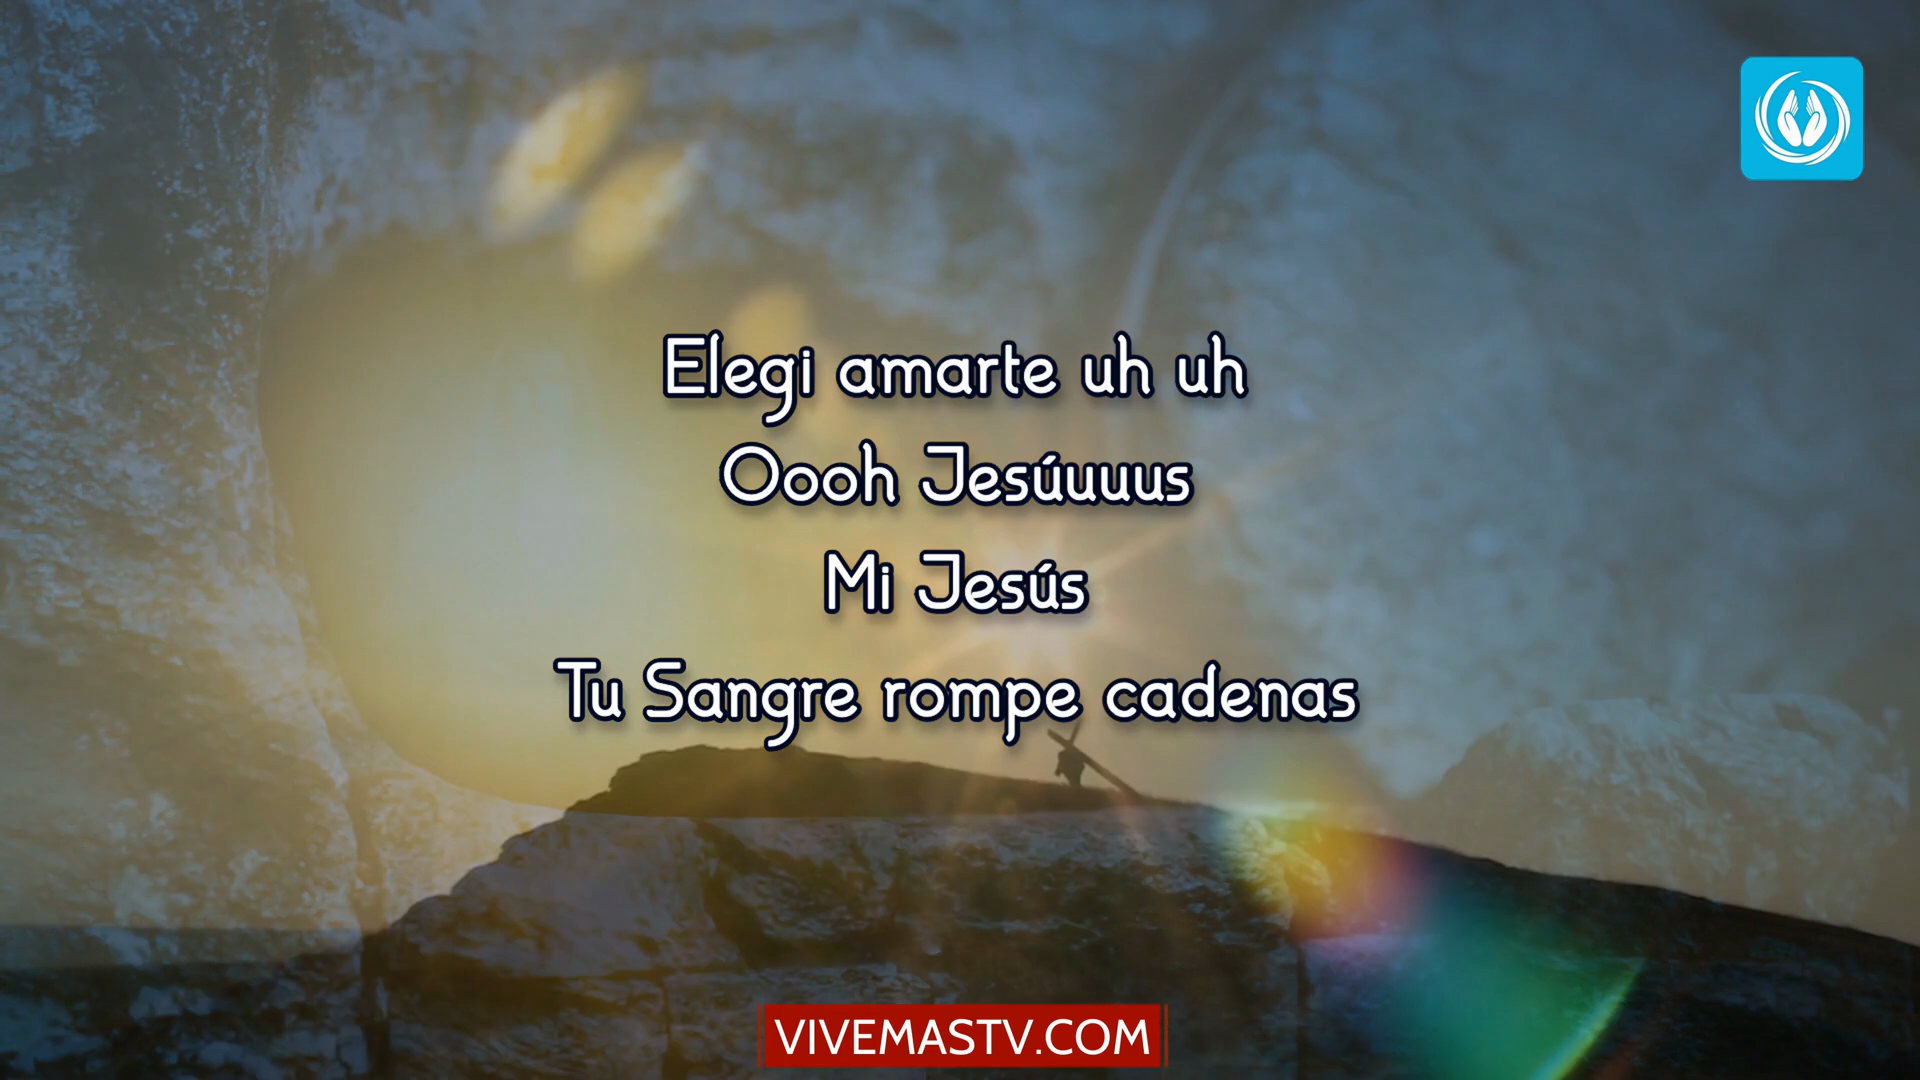 Elegi amarte uh uh
Oooh Jesúuuus
Mi Jesús
Tu Sangre rompe cadenas
VIVEMASTV.COM